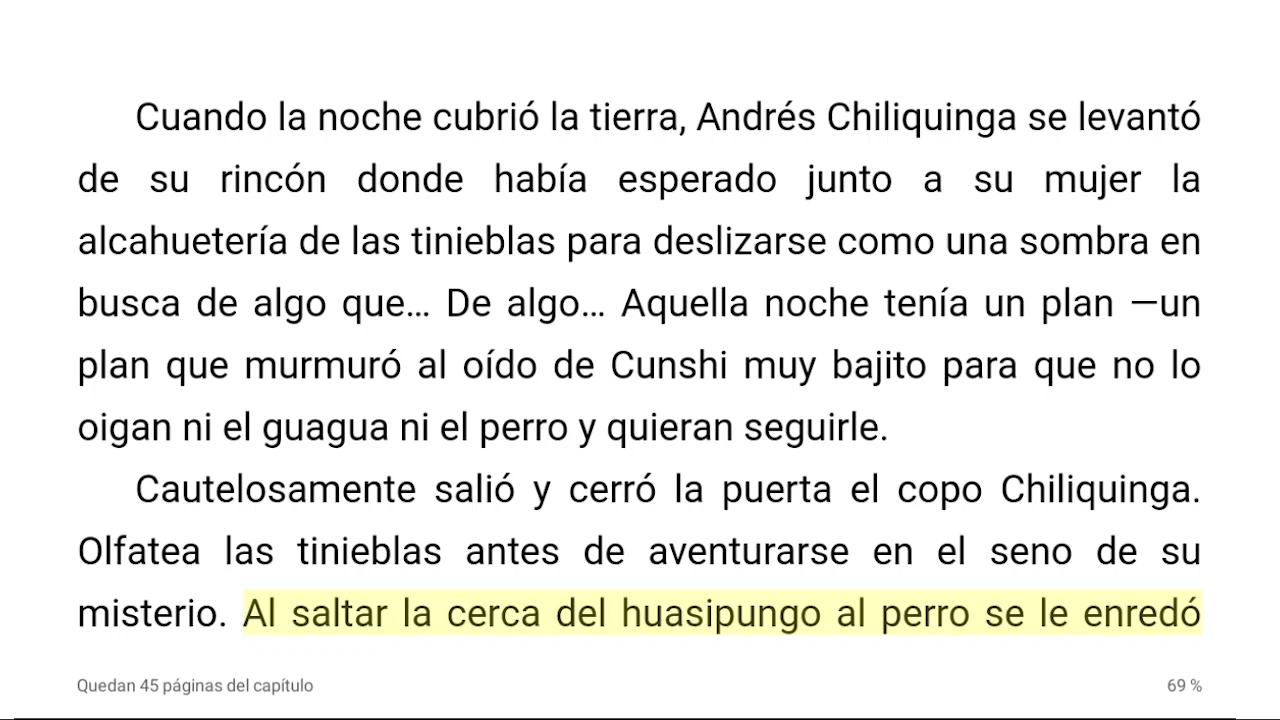 Cuando la noche cubrió la tierra, Andrés Chiliquinga se levantó
de su rincón donde había esperado junto a su mujer la
alcahuetería de las tinieblas para deslizarse como una sombra en
busca de algo que… De algo… Aquella noche tenía un plan —un
plan que murmuró al oído de Cunshi muy bajito para que no lo
oigan ni el guagua ni el perro y quieran seguirle.
Cautelosamente salió y cerró la puerta el copo Chiliquinga.
Olfatea las tinieblas antes de aventurarse en el seno de su
misterio. Al saltar la cerca del huasipungo al perro se le enredó
Quedan 45 páginas del capítulo
69 %